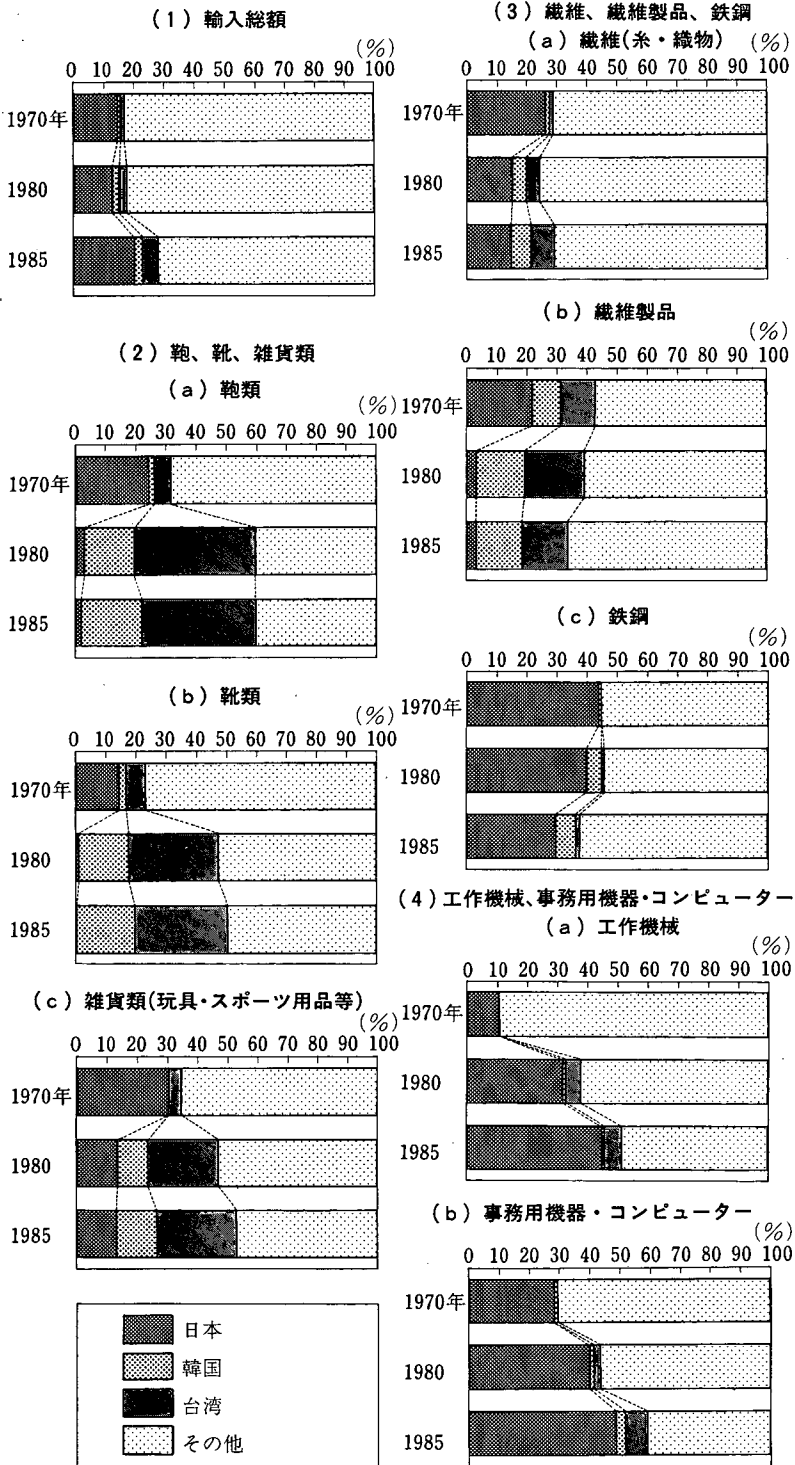 (1) 輸入総額
(%)
0 10 20 30 40 50 60 70 80 90 100
1970年
1980
1985
(2) 鞄、靴、雑貨類
(a) 鞄類
(%)
0 10 20 30 40 50 60 70 80 90 100
1970年
1980
1985
(b) 靴類
(%)
0 10 20 30 40 50 60 70 80 90 100
1970年
1980
1985
(c) 雑貨類(玩具・スポーツ用品等)
(%)
0 10 20 30 40 50 60 70 80 90 100
1970年
1980
1985
日本
韓国
台湾
その他
(3) 繊維、繊維製品、鉄鋼
(a) 繊維(糸・織物) (%)
0 10 20 30 40 50 60 70 80 90 100
1970年
1980
1985
(b) 繊維製品
(%)
0 10 20 30 40 50 60 70 80 90 100
1970年
1980
1985
(c) 鉄鋼
(%)
0 10 20 30 40 50 60 70 80 90 100
1970年
1980
1985
(4) 工作機械、事務用機器・コンピューター
(a) 工作機械
(%)
0 10 20 30 40 50 60 70 80 90 100
1970年
1980
1985
(b) 事務用機器・コンピューター
(%)
0 10 20 30 40 50 60 70 80 90 100
1970年
1980
1985